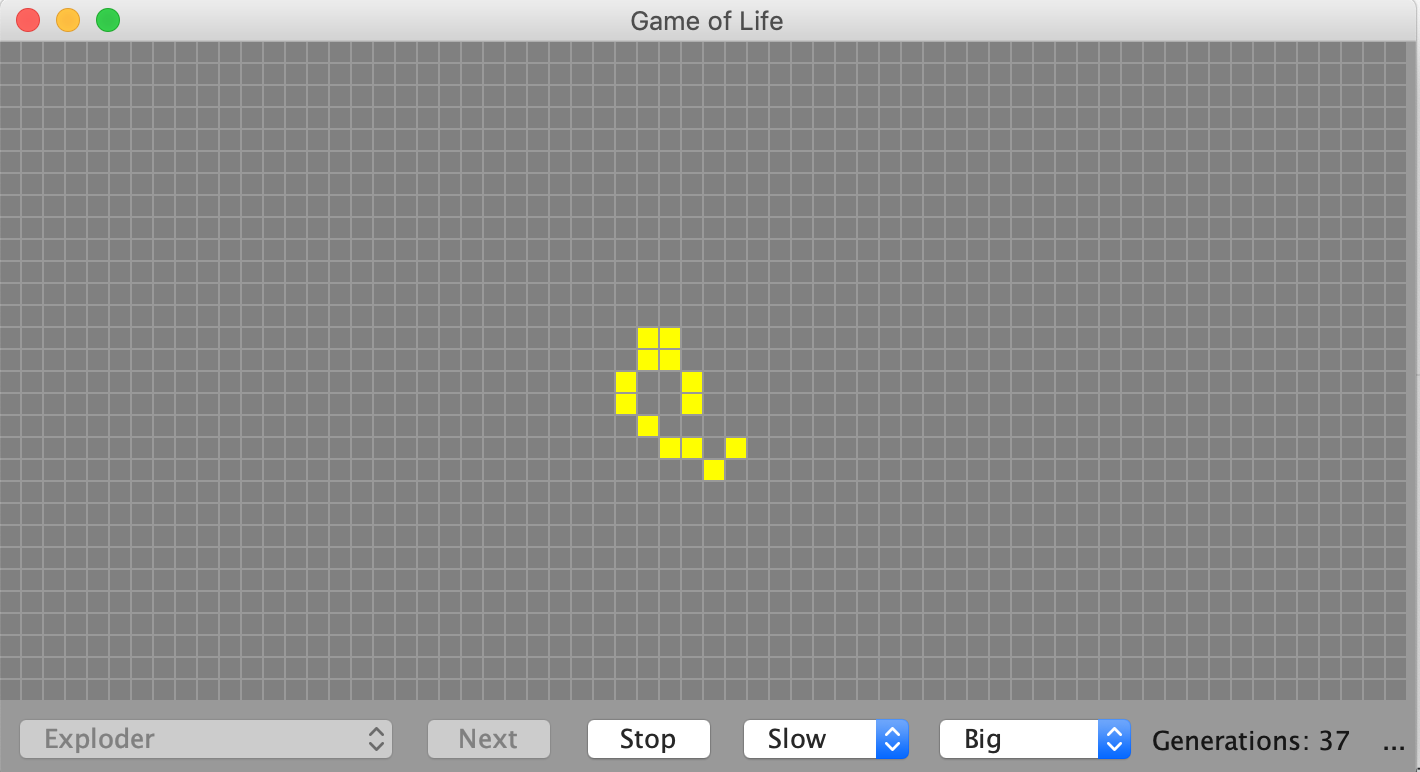 Game of Life
Exploder Next Stop Slow Big Generations: 37 ...